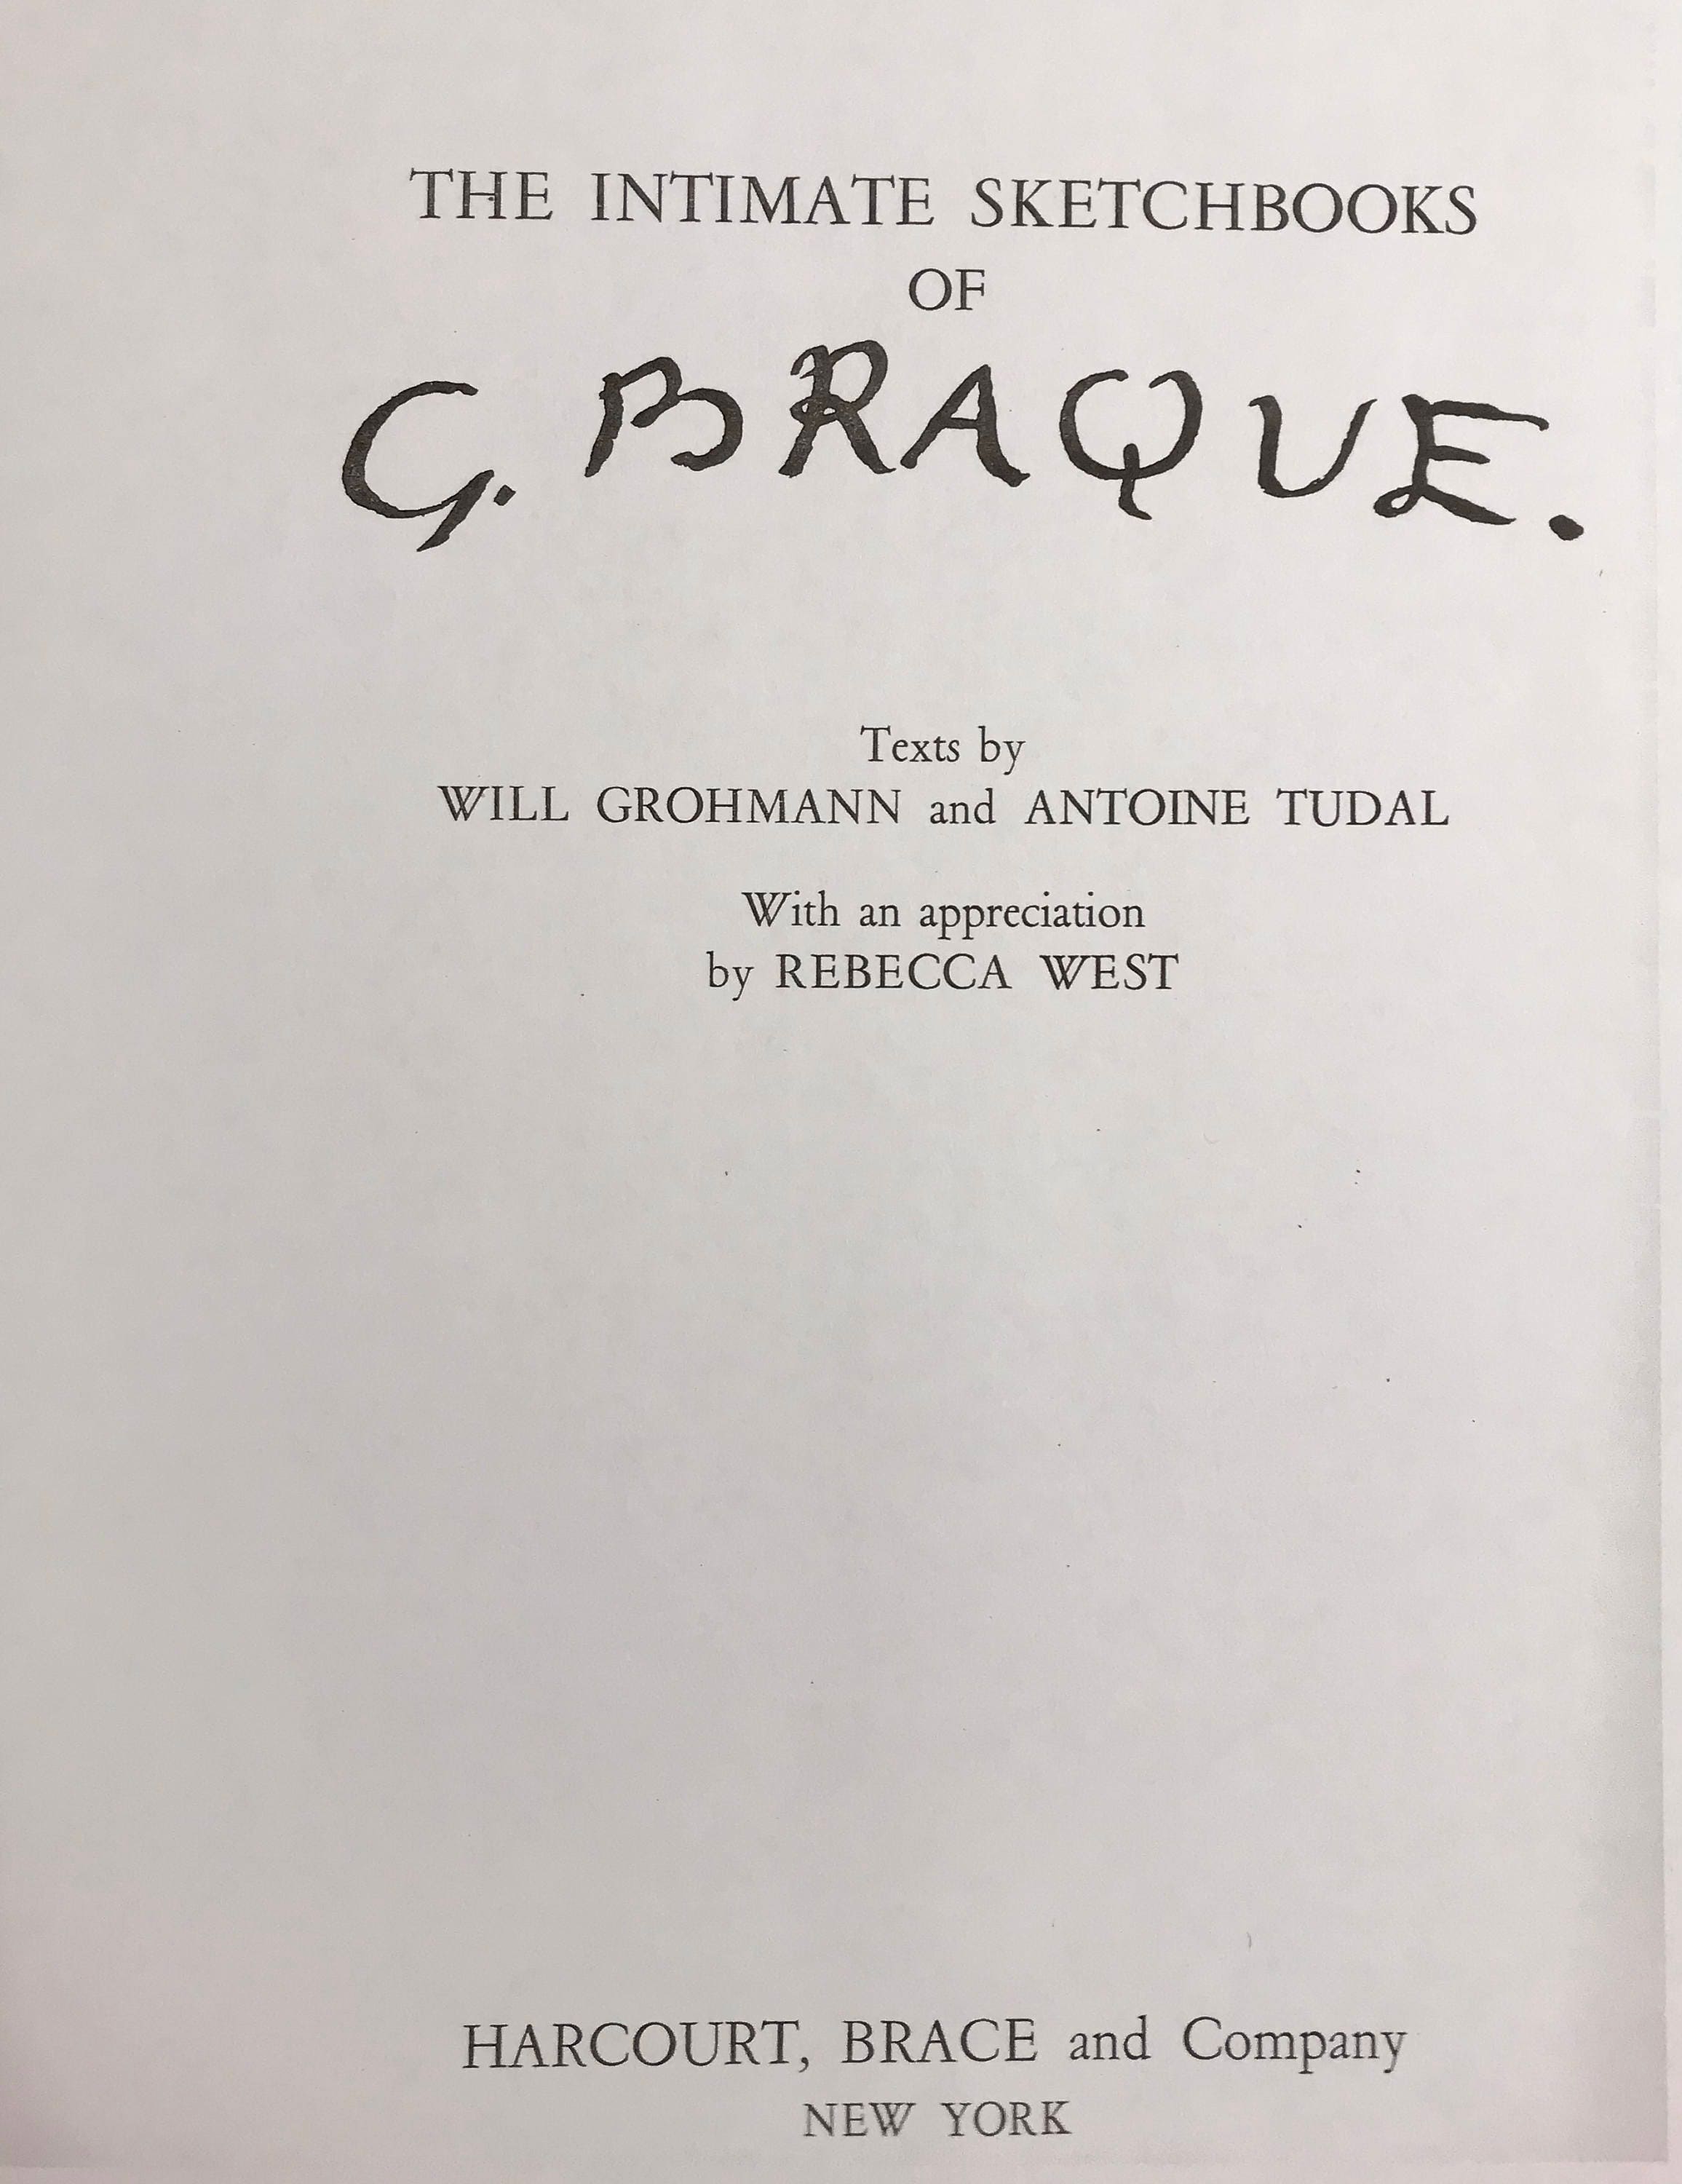 THE INTIMATE SKETCHBOOKS
OF
G. BRAQUE.
Texts by
WILL GROHMANN and ANTOINE TUDAL
With an appreciation
by REBECCA WEST
HARCOURT, BRACE and Company
NEW YORK